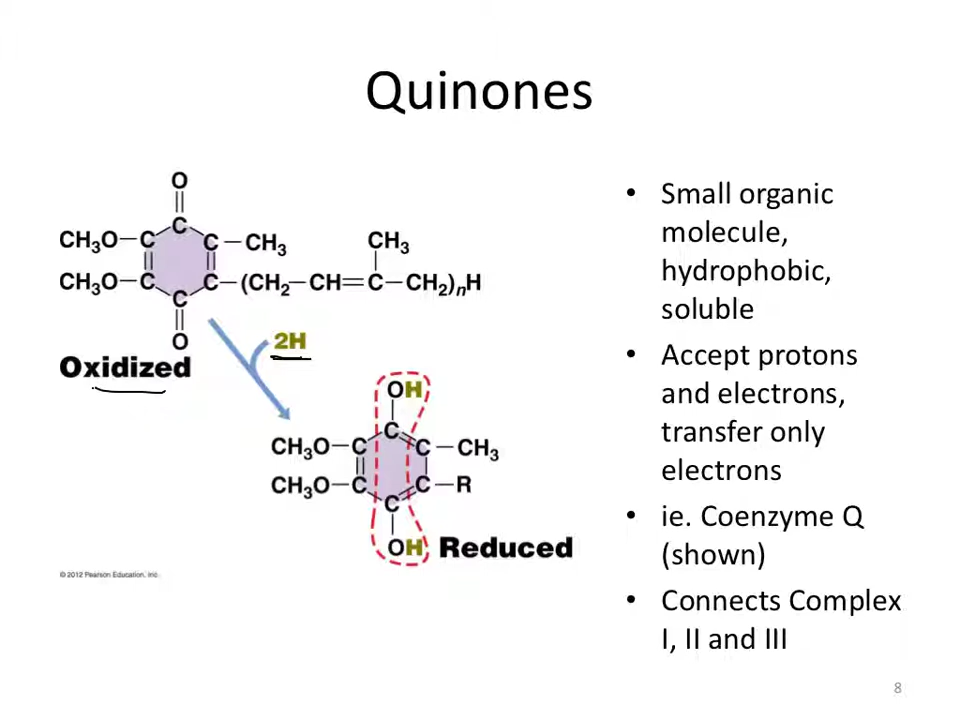 Quinones
O
C
CH3O–C
C–CH3
CH3
CH3O–C
C–(CH2–CH=C–CH2)nH
C
O
2H
Oxidized
OH
C
CH3O–C
C–CH3
CH3O–C
C–R
C
OH
Reduced
© 2012 Pearson Education, Inc.
• Small organic
molecule,
hydrophobic,
soluble
• Accept protons
and electrons,
transfer only
electrons
• ie. Coenzyme Q
(shown)
• Connects Complex
I, II and III
8